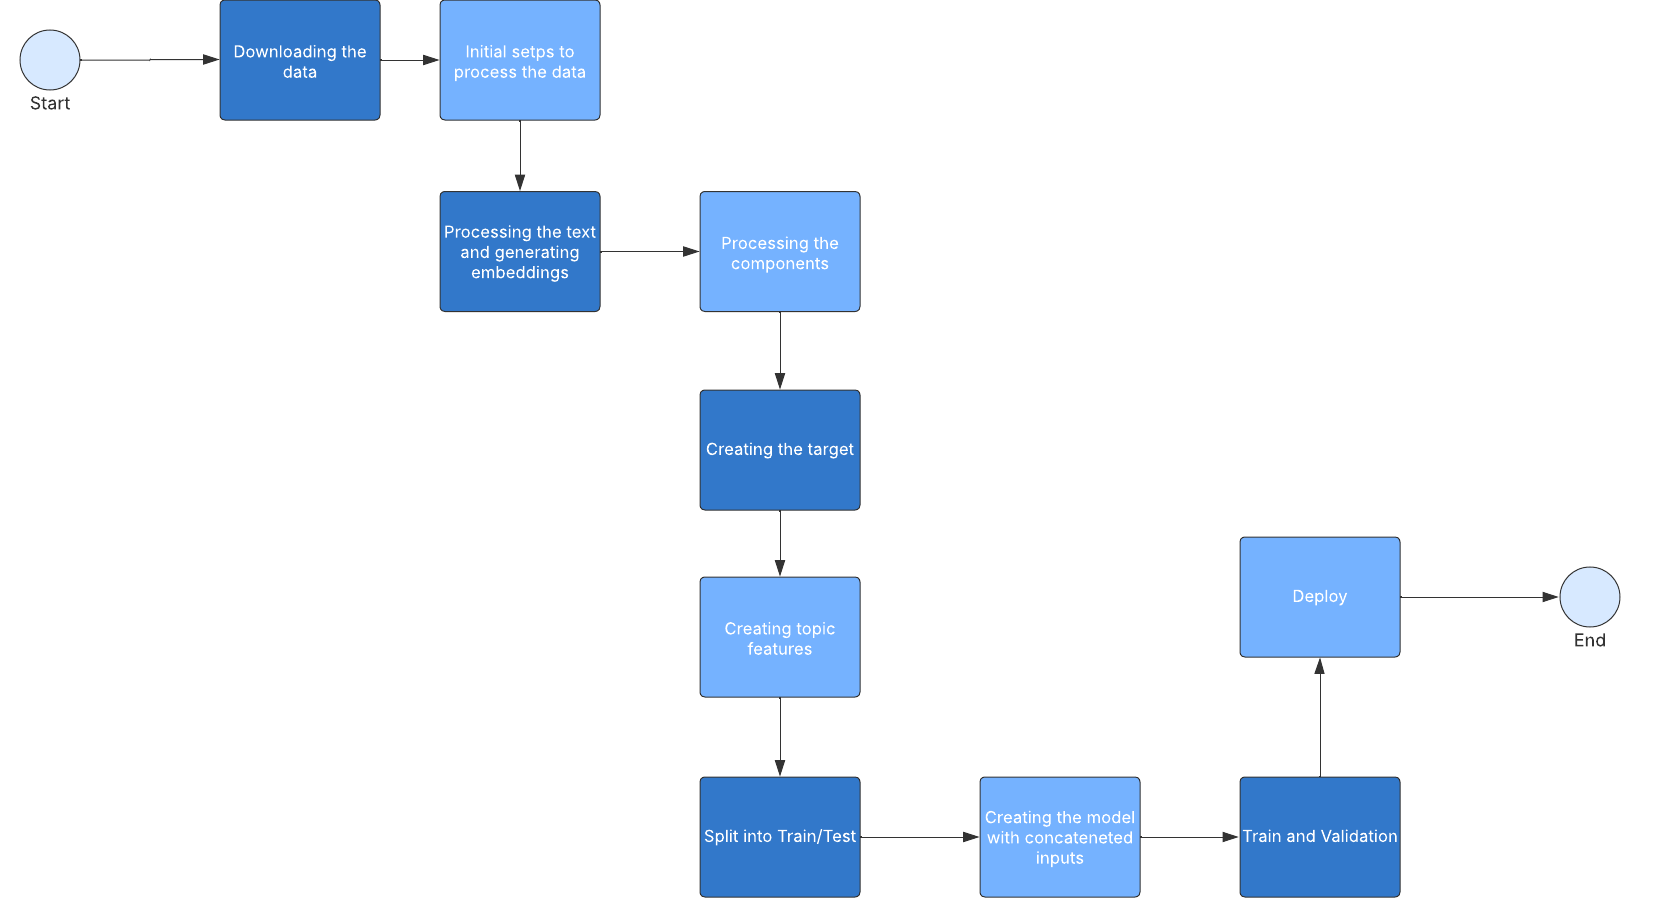 Start
Downloading the
data
Initial setps to
process the data
Processing the text
and generating
embeddings
Processing the
components
Creating the target
Creating topic
features
Split into Train/Test
Creating the model
with concateneted
inputs
Train and Validation
Deploy
End